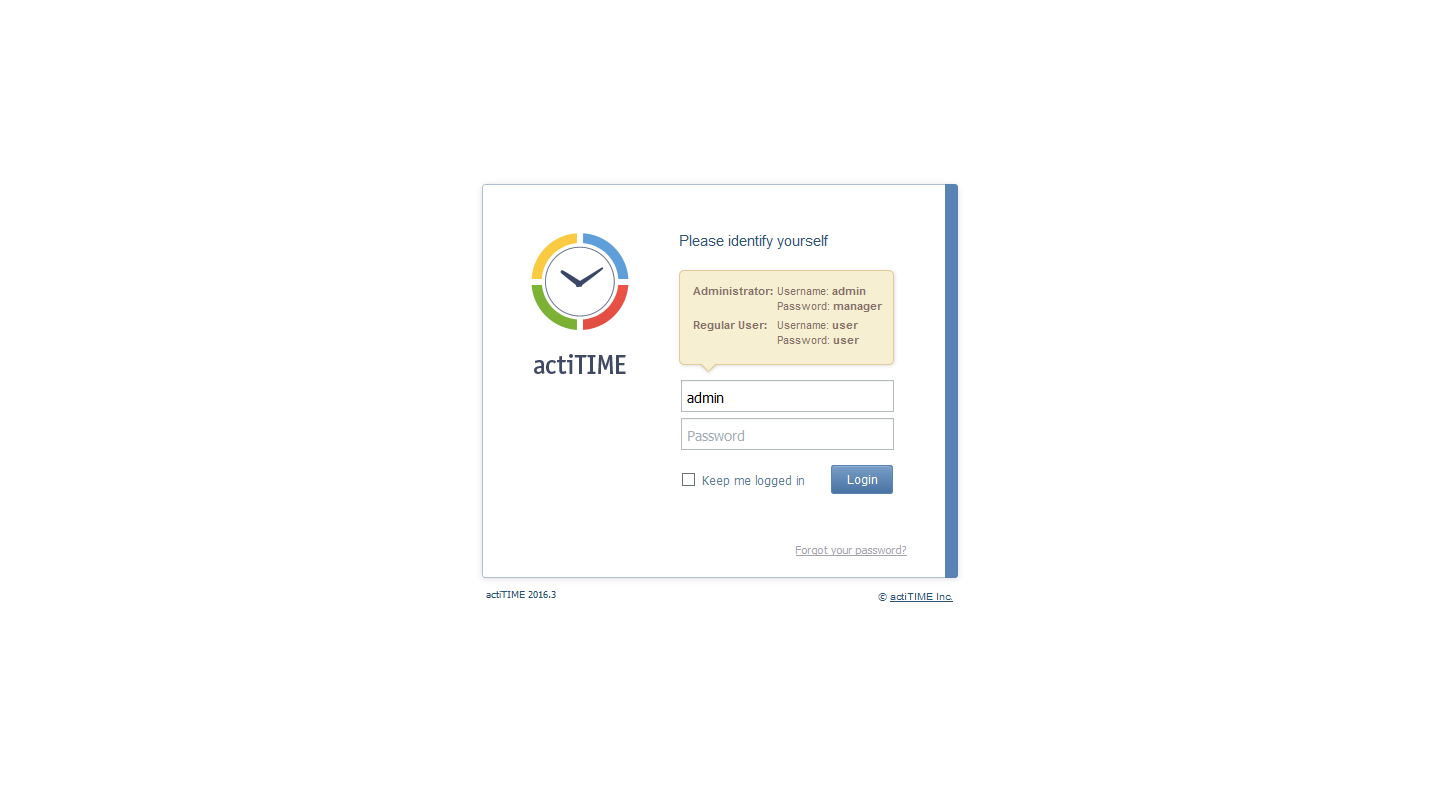 Please identify yourself
Administrator: Username: admin
Password: manager
Regular User: Username: user
Password: user
actiTIME
admin
Password
Keep me logged in
Login
Forgot your password?
actiTIME 2016.3
© actiTIME Inc.